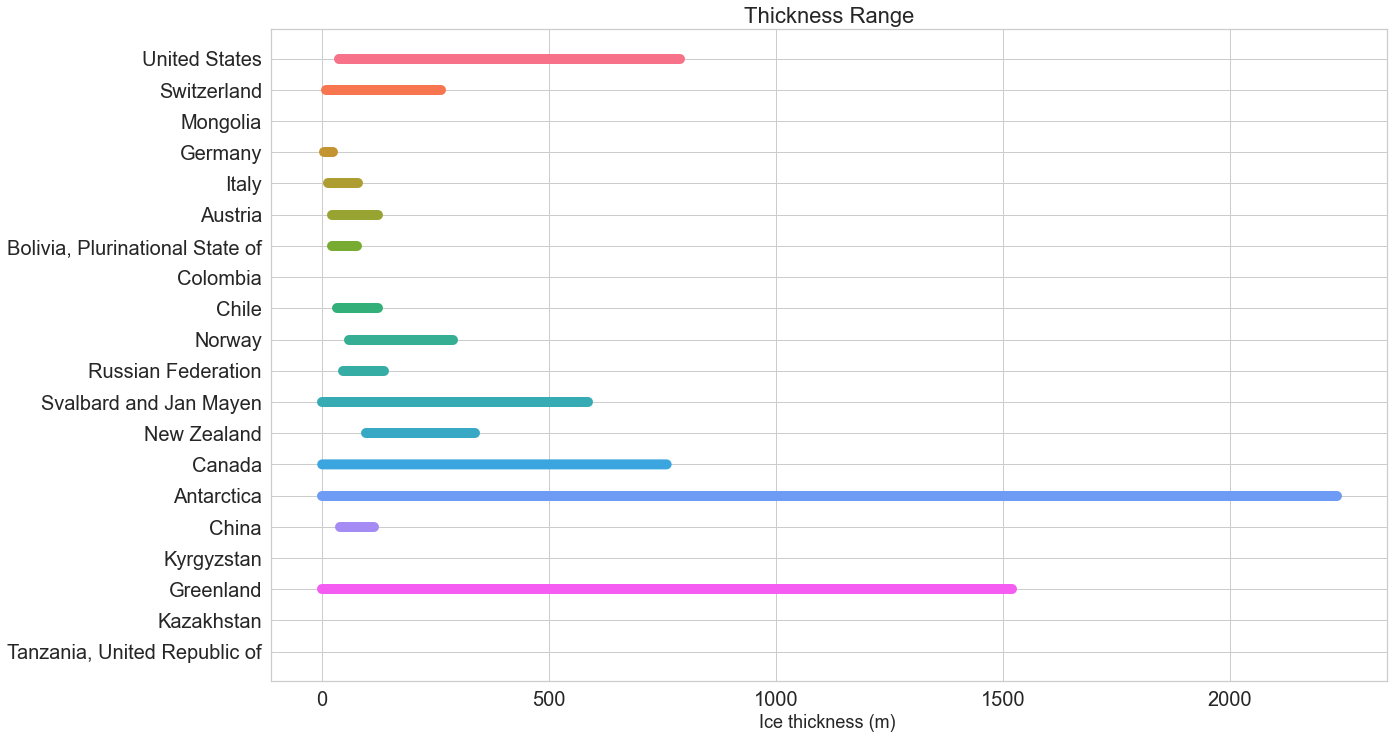 Thickness Range
United States
Switzerland
Mongolia
Germany
Italy
Austria
Bolivia, Plurinational State of
Colombia
Chile
Norway
Russian Federation
Svalbard and Jan Mayen
New Zealand
Canada
Antarctica
China
Kyrgyzstan
Greenland
Kazakhstan
Tanzania, United Republic of
0 500 1000 1500 2000
Ice thickness (m)